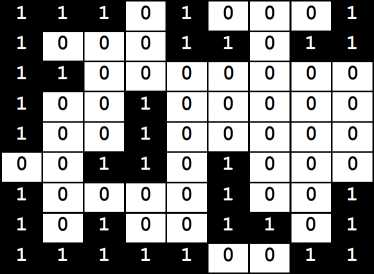 1 1 1 0 1 0 0 0 1
1 0 0 0 1 1 0 1 1
1 1 0 0 0 0 0 0 0
1 0 0 1 0 0 0 0 0
1 0 0 1 0 0 0 0 0
0 0 1 1 0 1 0 0 0
1 0 0 0 0 1 0 0 1
1 0 1 0 0 1 1 0 1
1 1 1 1 1 0 0 1 1